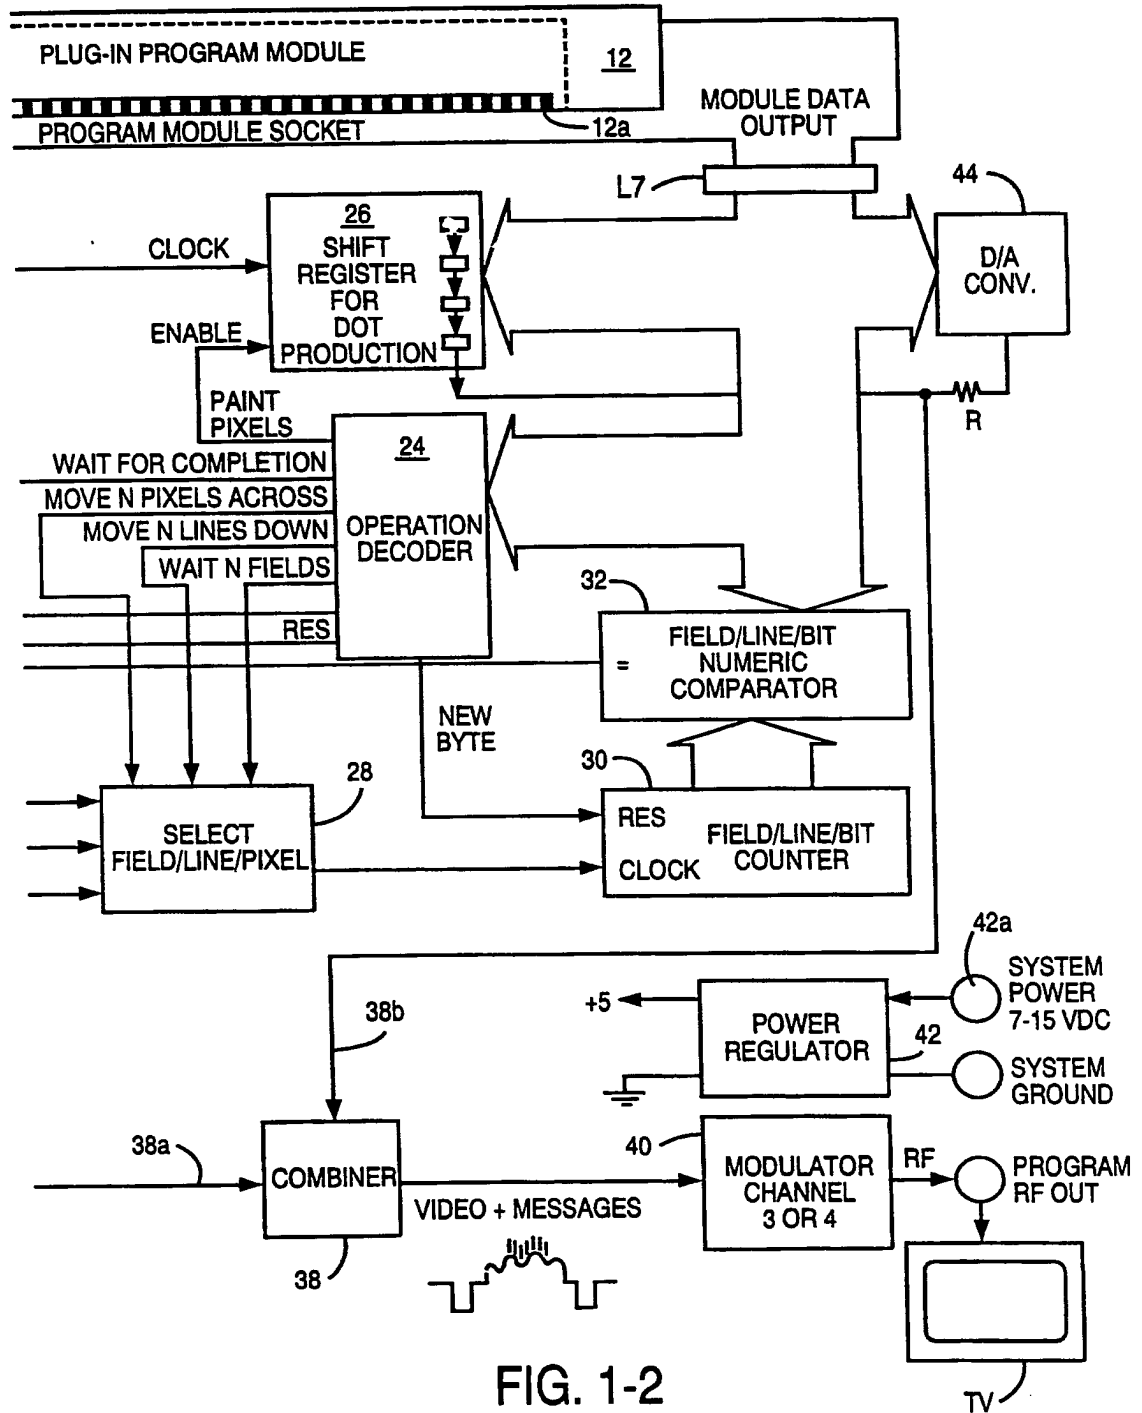 PLUG-IN PROGRAM MODULE
12
12a
PROGRAM MODULE SOCKET
MODULE DATA
OUTPUT
L7
44
D/A
CONV.
R
CLOCK
ENABLE
26
SHIFT
REGISTER
FOR
DOT
PRODUCTION
PAINT
PIXELS
WAIT FOR COMPLETION
MOVE N PIXELS ACROSS
MOVE N LINES DOWN
WAIT N FIELDS
RES
24
OPERATION
DECODER
32
FIELD/LINE/BIT
NUMERIC
COMPARATOR
=
NEW
BYTE
30
RES
CLOCK
FIELD/LINE/BIT
COUNTER
28
SELECT
FIELD/LINE/PIXEL
42a
SYSTEM
POWER
7-15 VDC
+5
POWER
REGULATOR
42
SYSTEM
GROUND
38b
38a
COMBINER
38
VIDEO + MESSAGES
40
MODULATOR
CHANNEL
3 OR 4
RF
PROGRAM
RF OUT
TV
FIG. 1-2